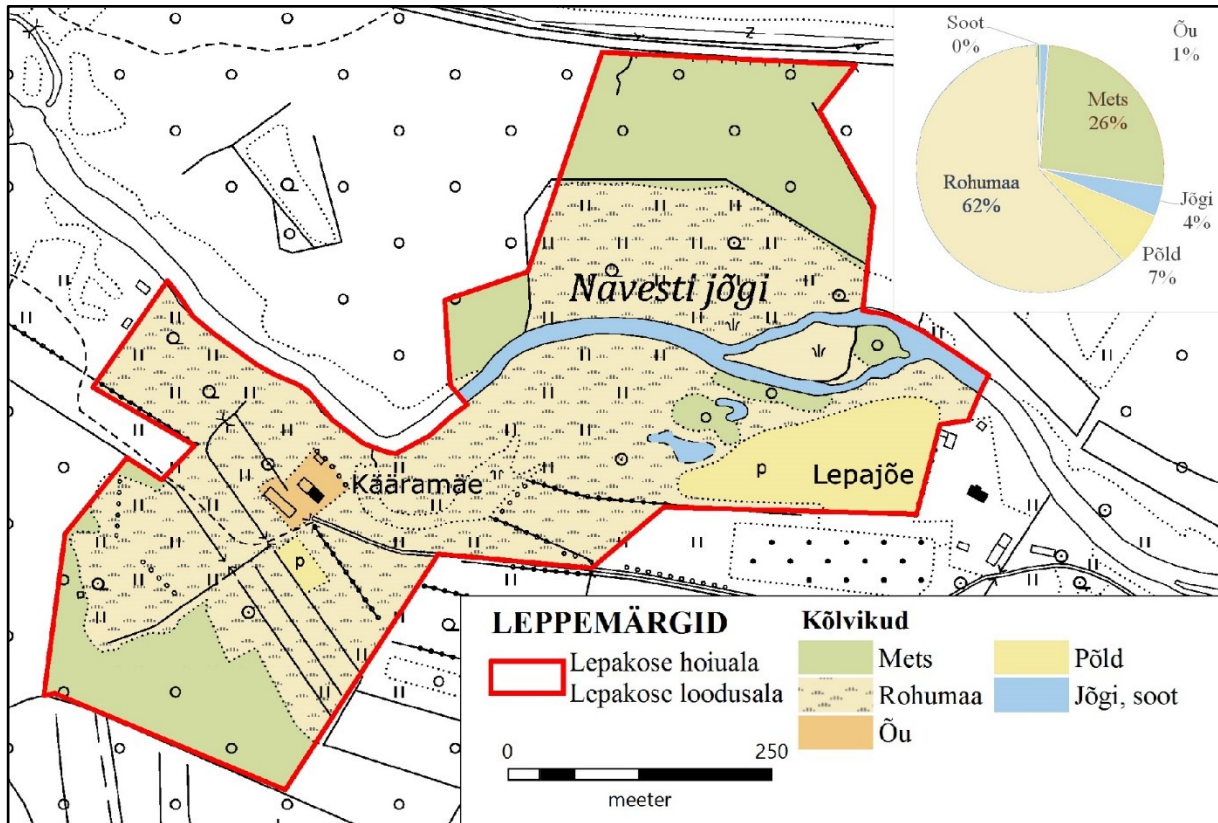 Soot
0%
Õu
1%
Mets
26%
Rohumaa
62%
Jõgi
4%
Põld
7%
Navesti jõgi
Kääramäe
p
Lepajõe
p
LEPPEMÄRGID
Lepakose hoiuala
Lepakose loodusala
Kõlvikud
Mets
Rohumaa
Õu
Põld
Jõgi, soot
0
250
meeter